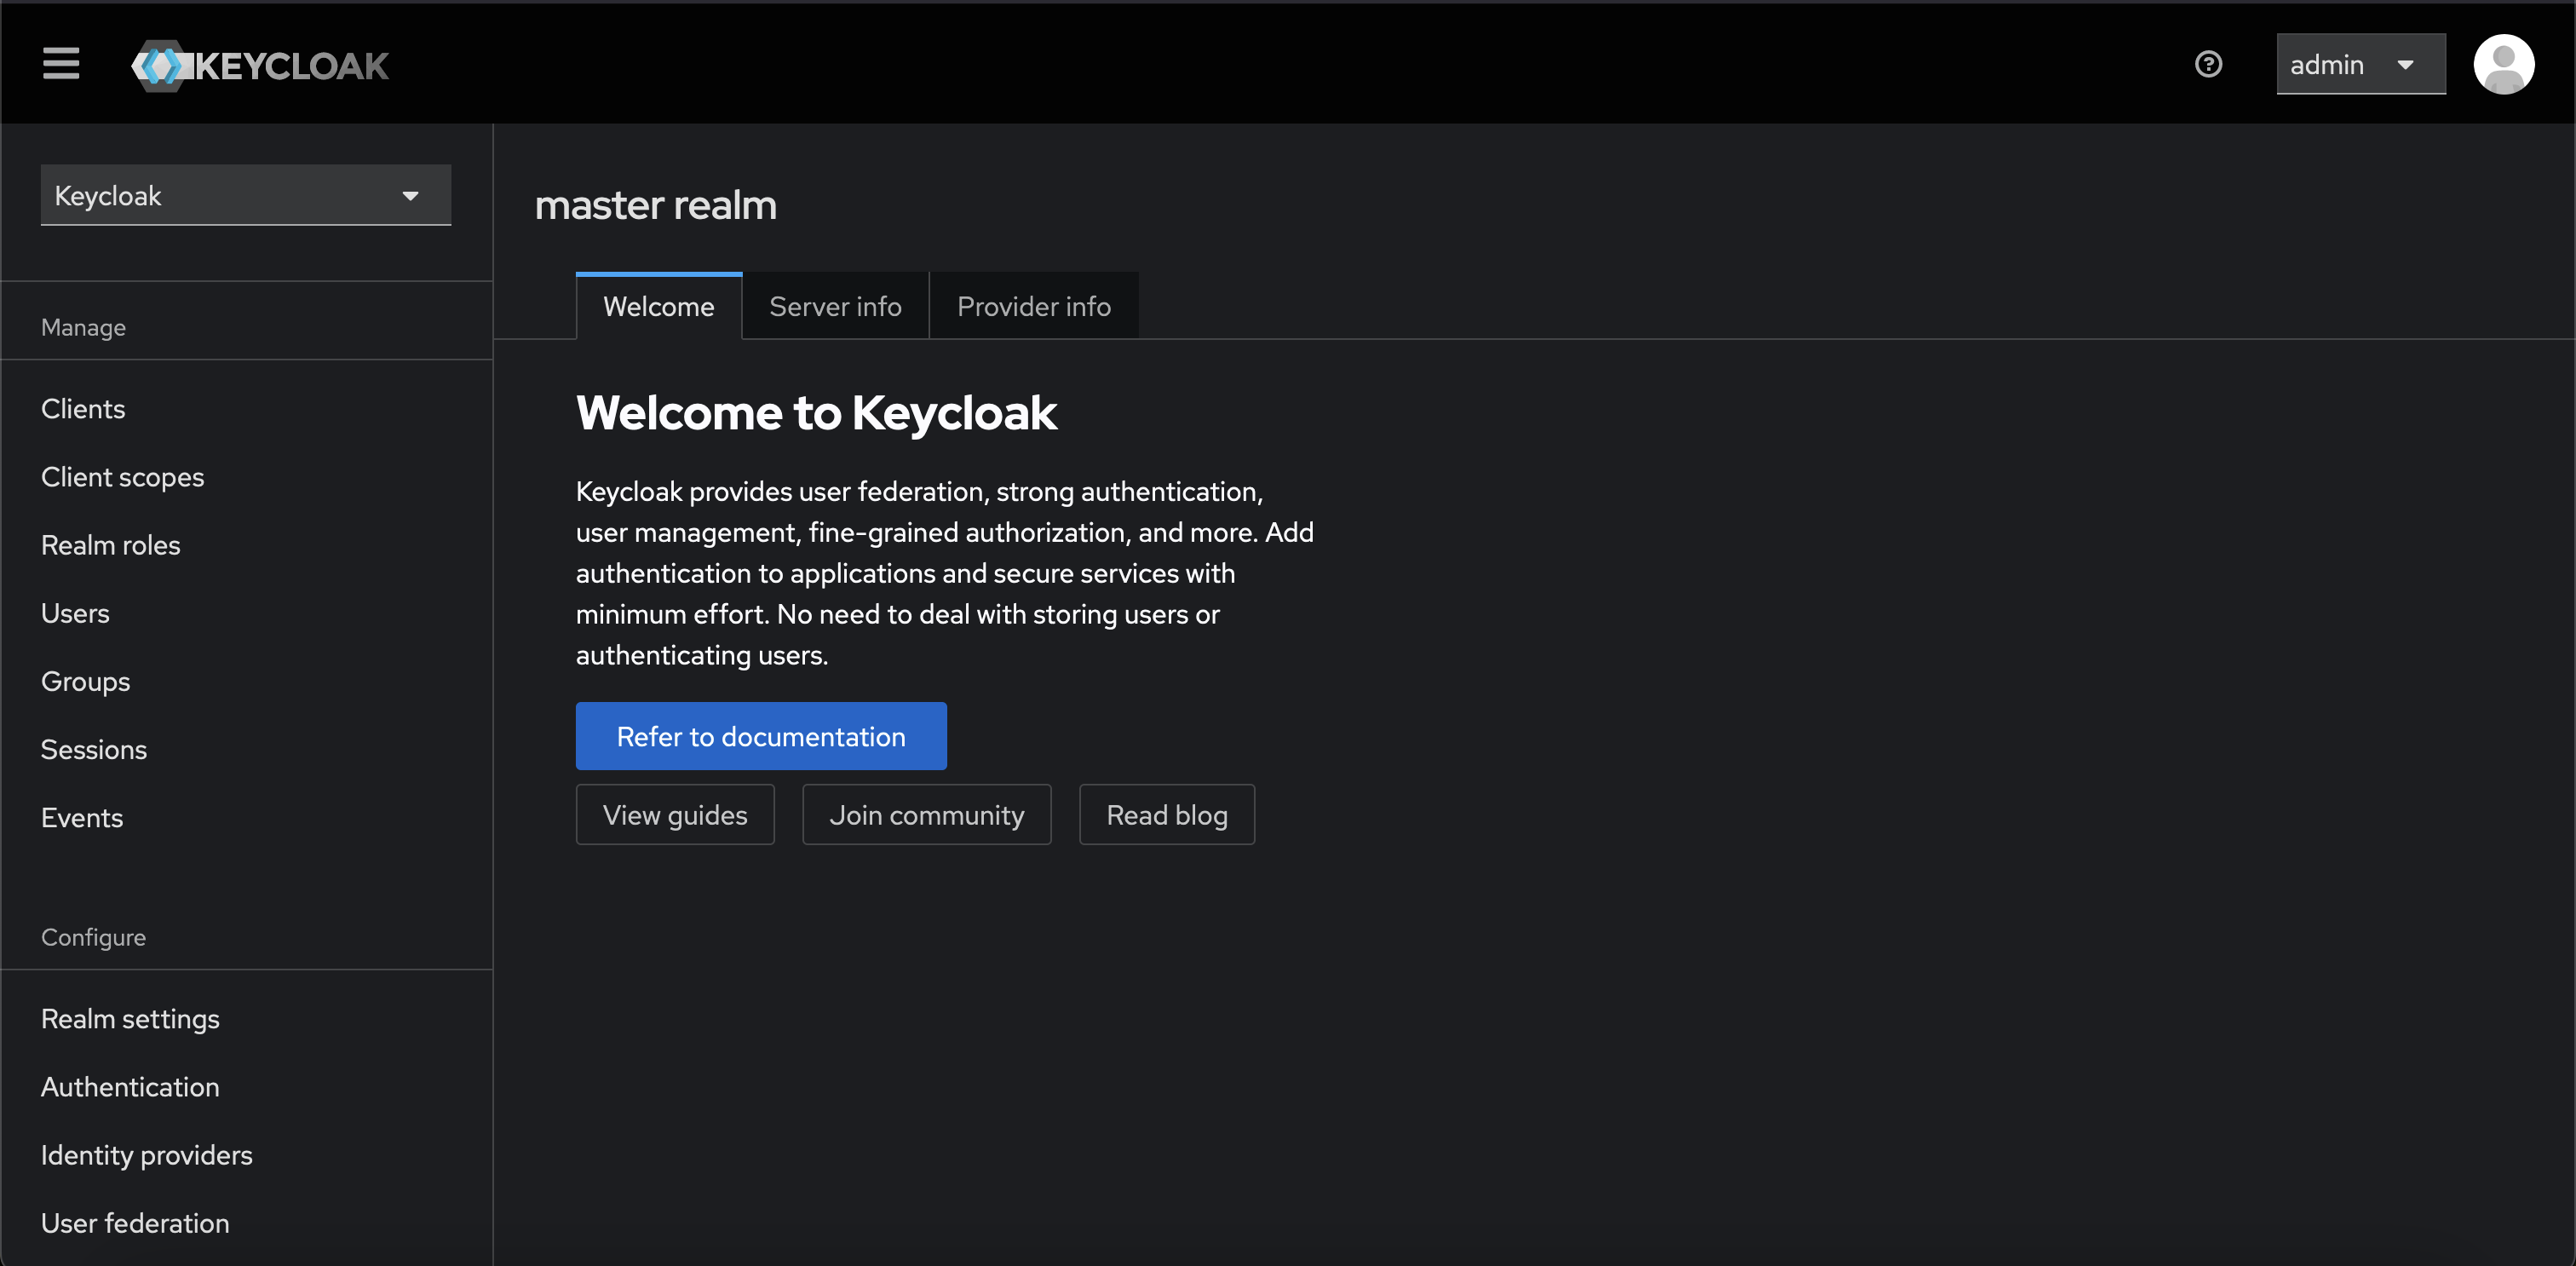 KEYCLOAK
admin
Keycloak
Manage
Clients
Client scopes
Realm roles
Users
Groups
Sessions
Events
Configure
Realm settings
Authentication
Identity providers
User federation
master realm
Welcome
Server info
Provider info
Welcome to Keycloak
Keycloak provides user federation, strong authentication,
user management, fine-grained authorization, and more. Add
authentication to applications and secure services with
minimum effort. No need to deal with storing users or
authenticating users.
Refer to documentation
View guides
Join community
Read blog